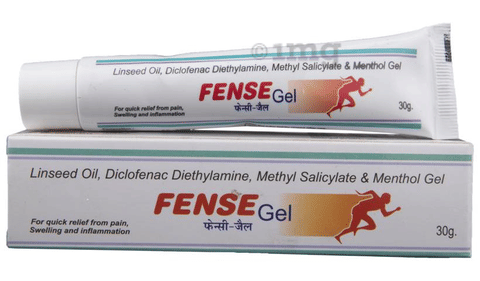 © 1mg
Linseed Oil, Diclofenac Diethylamine, Methyl Salicylate & Menthol Gel
FENSE Gel
फेन्सी-जैल
For quick relief from pain,
Swelling and inflammation
30g.
Linseed Oil, Diclofenac Diethylamine, Methyl Salicylate & Menthol Gel
FENSE Gel
फेन्सी-जैल
For quick relief from pain,
Swelling and inflammation
30g.